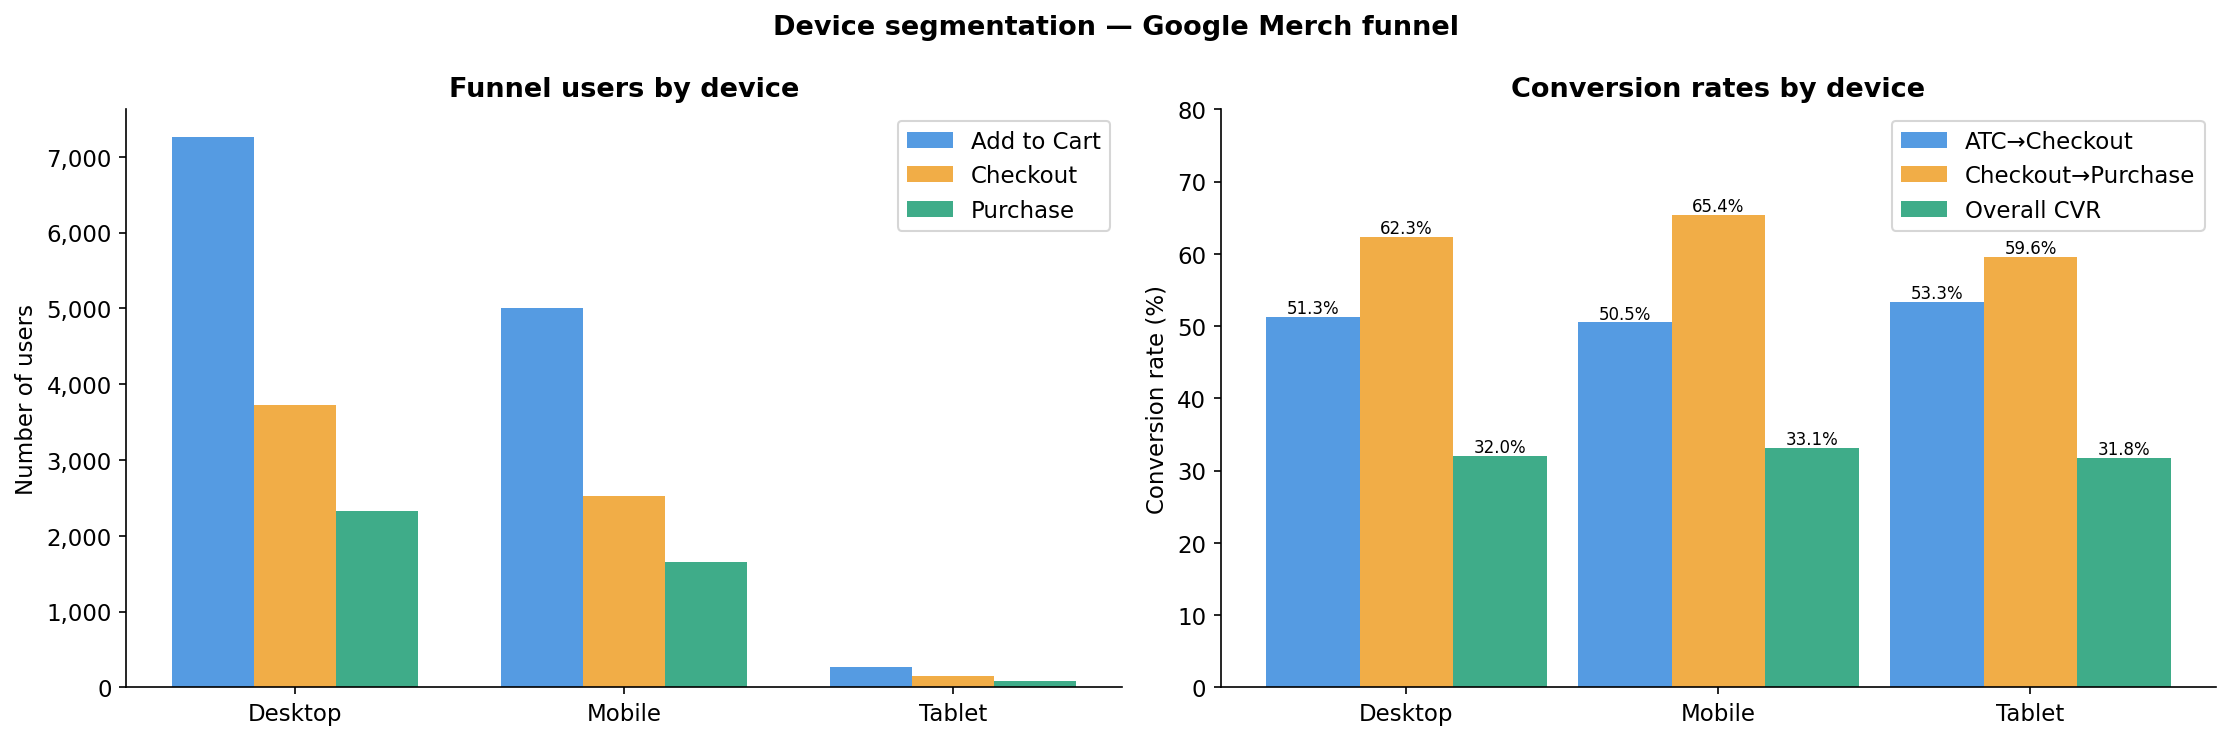 Device segmentation — Google Merch funnel
Funnel users by device
Number of users
7,000
6,000
5,000
4,000
3,000
2,000
1,000
0
Add to Cart
Checkout
Purchase
Desktop
Mobile
Tablet
Conversion rates by device
Conversion rate (%)
80
70
60
50
40
30
20
10
0
ATC→Checkout
Checkout→Purchase
Overall CVR
51.3%
62.3%
32.0%
50.5%
65.4%
33.1%
53.3%
59.6%
31.8%
Desktop
Mobile
Tablet